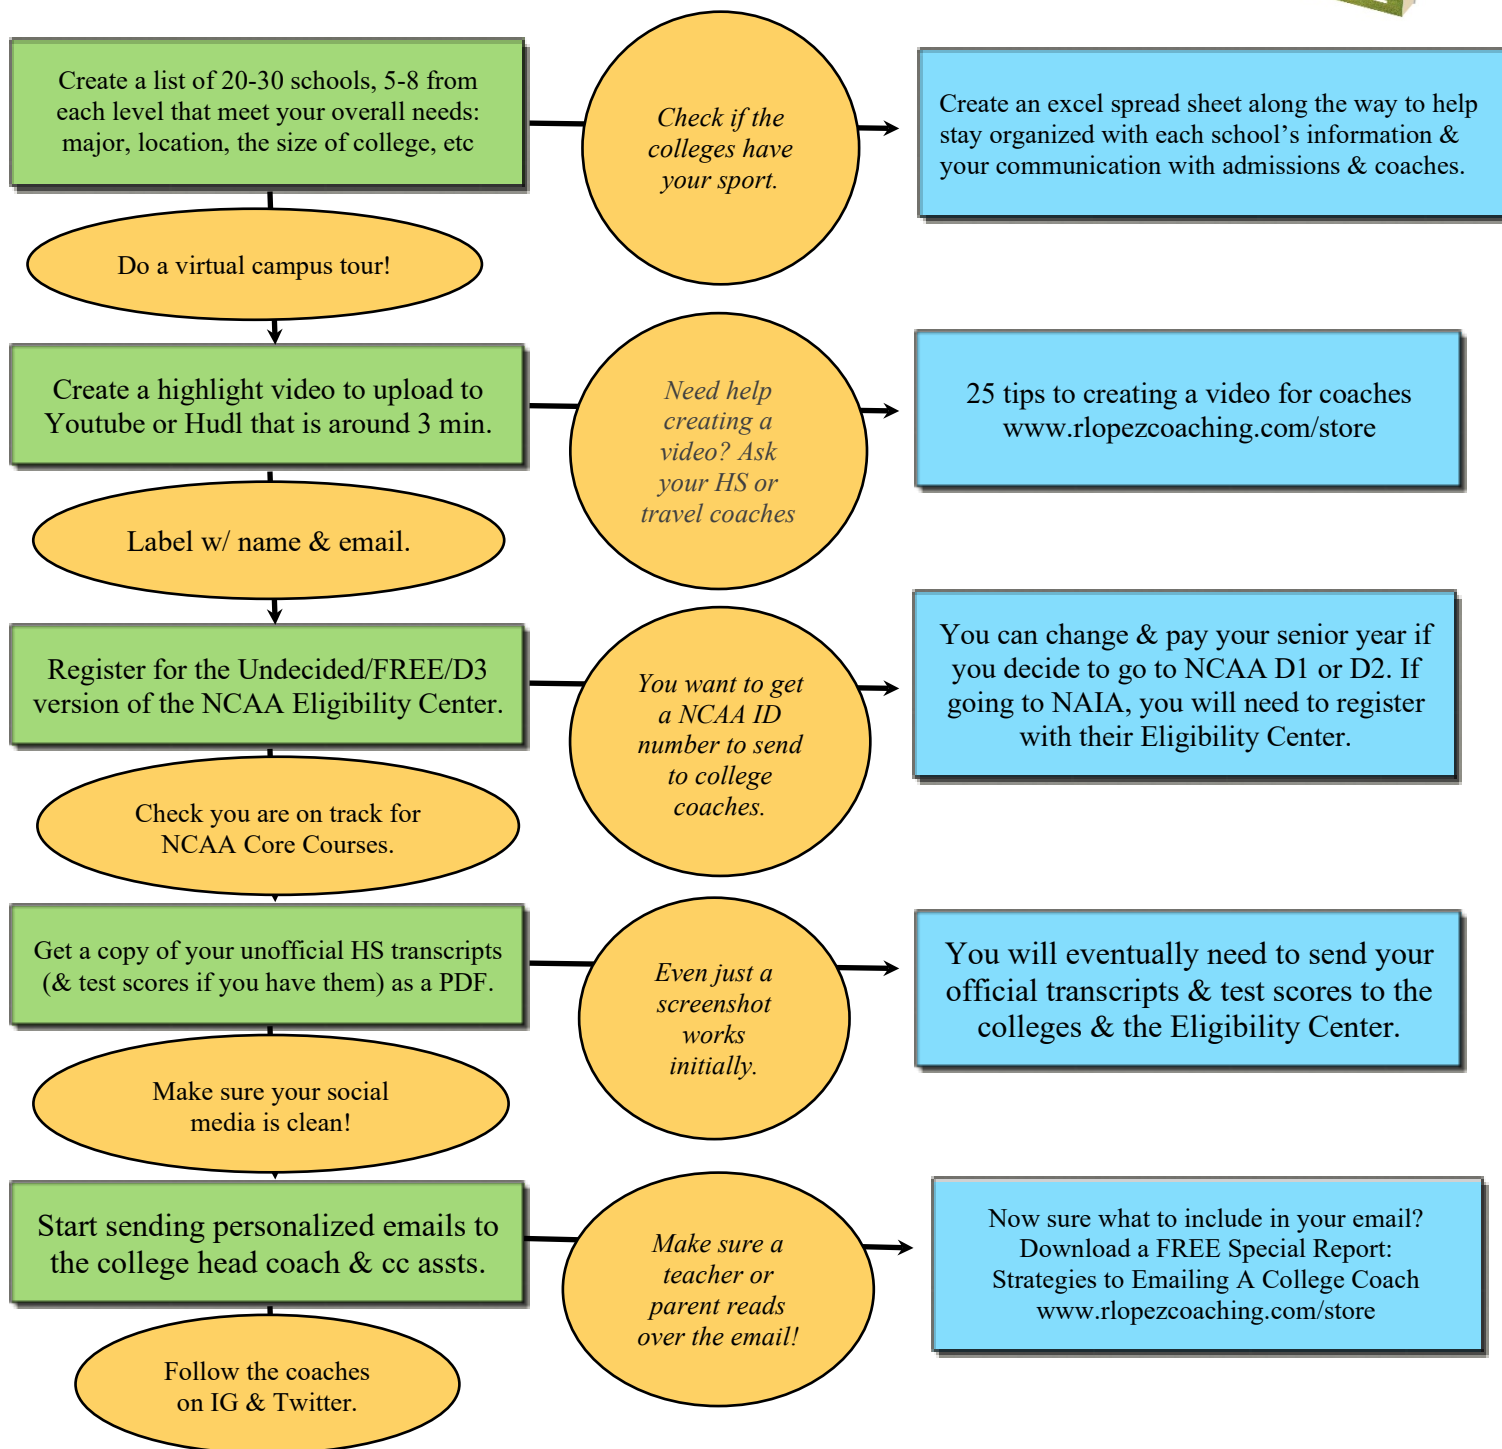 Create a list of 20-30 schools, 5-8 from
each level that meet your overall needs:
major, location, the size of college, etc
Check if the
colleges have
your sport.
Create an excel spread sheet along the way to help
stay organized with each school’s information &
your communication with admissions & coaches.
Do a virtual campus tour!
Create a highlight video to upload to
Youtube or Hudl that is around 3 min.
Need help
creating a
video? Ask
your HS or
travel coaches
25 tips to creating a video for coaches
www.rlopezcoaching.com/store
Label w/ name & email.
Register for the Undecided/FREE/D3
version of the NCAA Eligibility Center.
You want to get
a NCAA ID
number to send
to college
coaches.
You can change & pay your senior year if
you decide to go to NCAA D1 or D2. If
going to NAIA, you will need to register
with their Eligibility Center.
Check you are on track for
NCAA Core Courses.
Get a copy of your unofficial HS transcripts
(& test scores if you have them) as a PDF.
Even just a
screenshot
works
initially.
You will eventually need to send your
official transcripts & test scores to the
colleges & the Eligibility Center.
Make sure your social
media is clean!
Start sending personalized emails to
the college head coach & cc assts.
Make sure a
teacher or
parent reads
over the email!
Now sure what to include in your email?
Download a FREE Special Report:
Strategies to Emailing A College Coach
www.rlopezcoaching.com/store
Follow the coaches
on IG & Twitter.